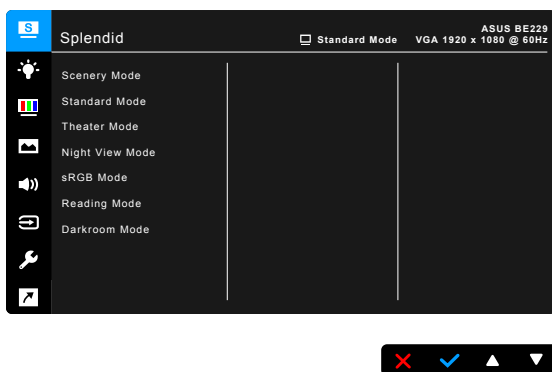 S
Splendid
Standard Mode
ASUS BE229
VGA 1920 x 1080 @ 60Hz
Scenery Mode
Standard Mode
Theater Mode
Night View Mode
sRGB Mode
Reading Mode
Darkroom Mode